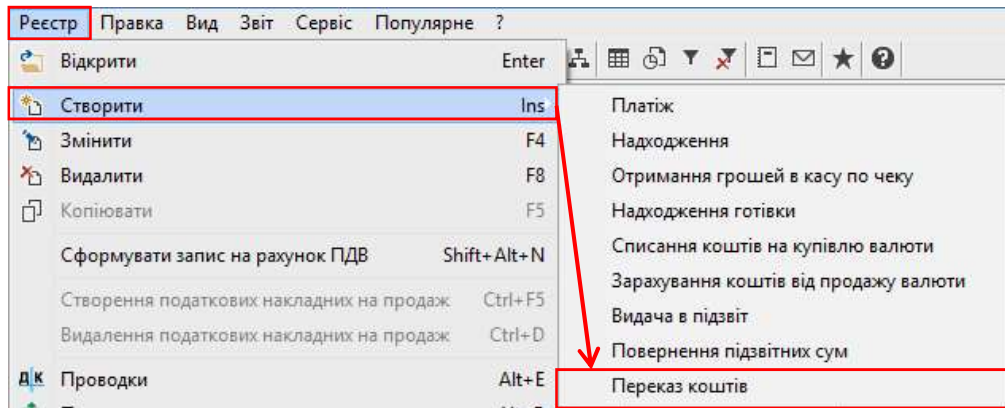 Реєстр Правка Вид Звіт Сервіс Популярне ?
Відкрити Enter
Створити Ins
Змінити F4
Видалити F8
Копіювати F5
Сформувати запис на рахунок ПДВ Shift+Alt+N
Створення податкових накладних на продаж Ctrl+F5
Видалення податкових накладних на продаж Ctrl+D
Д К Проводки Alt+E
Платіж
Надходження
Отримання грошей в касу по чеку
Надходження готівки
Списання коштів на купівлю валюти
Зарахування коштів від продажу валюти
Видача в підзвіт
Повернення підзвітних сум
Переказ коштів